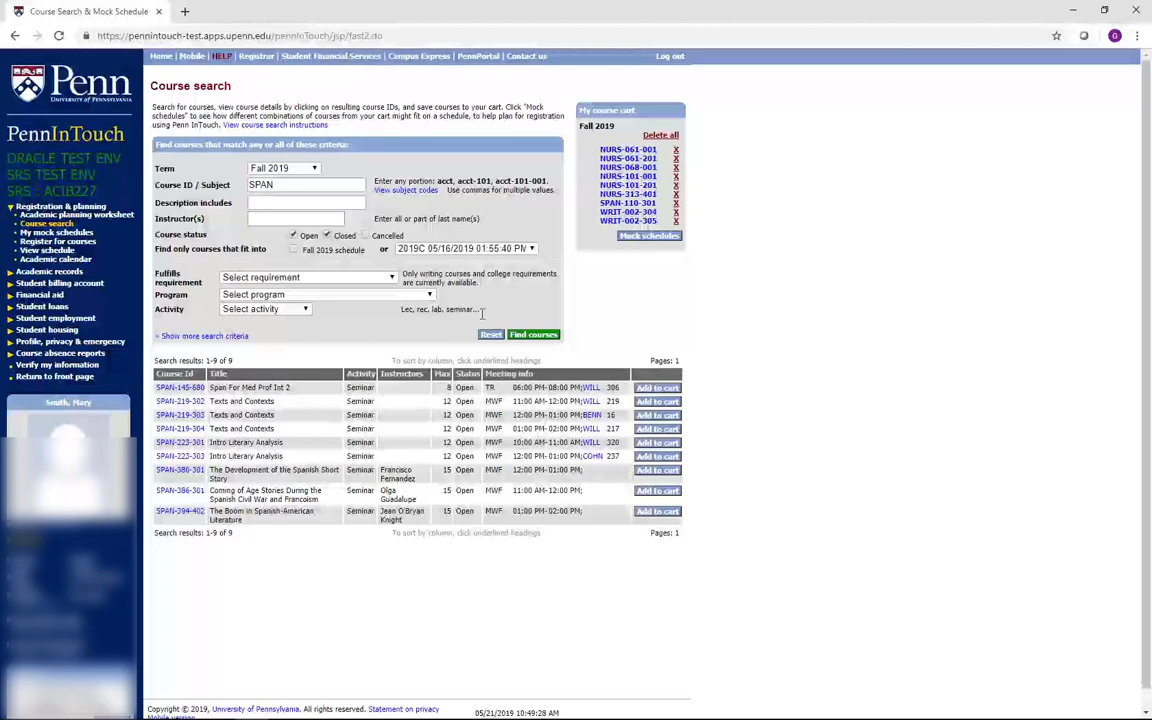 Course Search & Mock Schedule
https://pennintouch-test.apps.upenn.edu/pennInTouch/jsp/fast2.do
G
Home | Mobile | HELP | Registrar | Student Financial Services | Campus Express | PennPortal | Contact us
Log out
Penn
UNIVERSITY OF PENNSYLVANIA
PennInTouch
ORACLE TEST ENV
SRS TEST ENV
Registration & planning
Academic planning worksheet
Course search
My mock schedules
Register for courses
View schedule
Academic calendar
Academic records
Student billing account
Financial aid
Student loans
Student employment
Student housing
Profile, privacy & emergency
Course absence reports
Verify my information
Return to front page
Smith, Mary
Course search
Search for courses, view course details by clicking on resulting course IDs, and save courses to your cart. Click "Mock
schedules" to see how different combinations of courses from your cart might fit on a schedule, to help plan for registration
using Penn InTouch. View course search instructions
Find courses that match any or all of these criteria:
Term Fall 2019
Course ID / Subject SPAN Enter any portion: acct, acct-101, acct-101-001.
View subject codes Use commas for multiple values.
Description includes
Instructor(s) Enter all or part of last name(s)
Course status Open Closed Cancelled
Find only courses that fit into Fall 2019 schedule or 2019C 05/16/2019 01:55:40 PM
Fulfills requirement Select requirement Only writing courses and college requirements are currently available.
Program Select program
Activity Select activity Lec, rec, lab, seminar...
» Show more search criteria Reset Find courses
My course cart
Fall 2019
Delete all
NURS-061-001 X
NURS-061-201 X
NURS-068-001 X
NURS-101-001 X
NURS-101-201 X
NURS-313-401 X
SPAN-110-301 X
WRIT-002-304 X
WRIT-002-305 X
Mock schedules
Search results: 1-9 of 9 To sort by column, click underlined headings Pages: 1
Course Id Title Activity Instructors Max Status Meeting info
SPAN-145-680 Span For Med Prof Int 2 Seminar 8 Open TR 06:00 PM-08:00 PM;WILL 306 Add to cart
SPAN-219-302 Texts and Contexts Seminar 12 Open MWF 11:00 AM-12:00 PM;WILL 219 Add to cart
SPAN-219-303 Texts and Contexts Seminar 12 Open MWF 12:00 PM-01:00 PM;BENN 16 Add to cart
SPAN-219-304 Texts and Contexts Seminar 12 Open MWF 01:00 PM-02:00 PM;WILL 217 Add to cart
SPAN-223-301 Intro Literary Analysis Seminar 12 Open MWF 10:00 AM-11:00 AM;WILL 320 Add to cart
SPAN-223-303 Intro Literary Analysis Seminar 12 Open MWF 12:00 PM-01:00 PM;COHN 237 Add to cart
SPAN-380-301 The Development of the Spanish Short Story Seminar Francisco Fernandez 15 Open MWF 12:00 PM-01:00 PM; Add to cart
SPAN-386-301 Coming of Age Stories During the Spanish Civil War and Francoism Seminar Olga Guadalupe 15 Open MWF 11:00 AM-12:00 PM; Add to cart
SPAN-394-402 The Boom in Spanish-American Literature Seminar Jean O'Bryan Knight 15 Open MWF 01:00 PM-02:00 PM; Add to cart
Search results: 1-9 of 9 To sort by column, click underlined headings Pages: 1
Copyright © 2019, University of Pennsylvania. All rights reserved. Statement on privacy
Mobile version
05/21/2019 10:49:28 AM